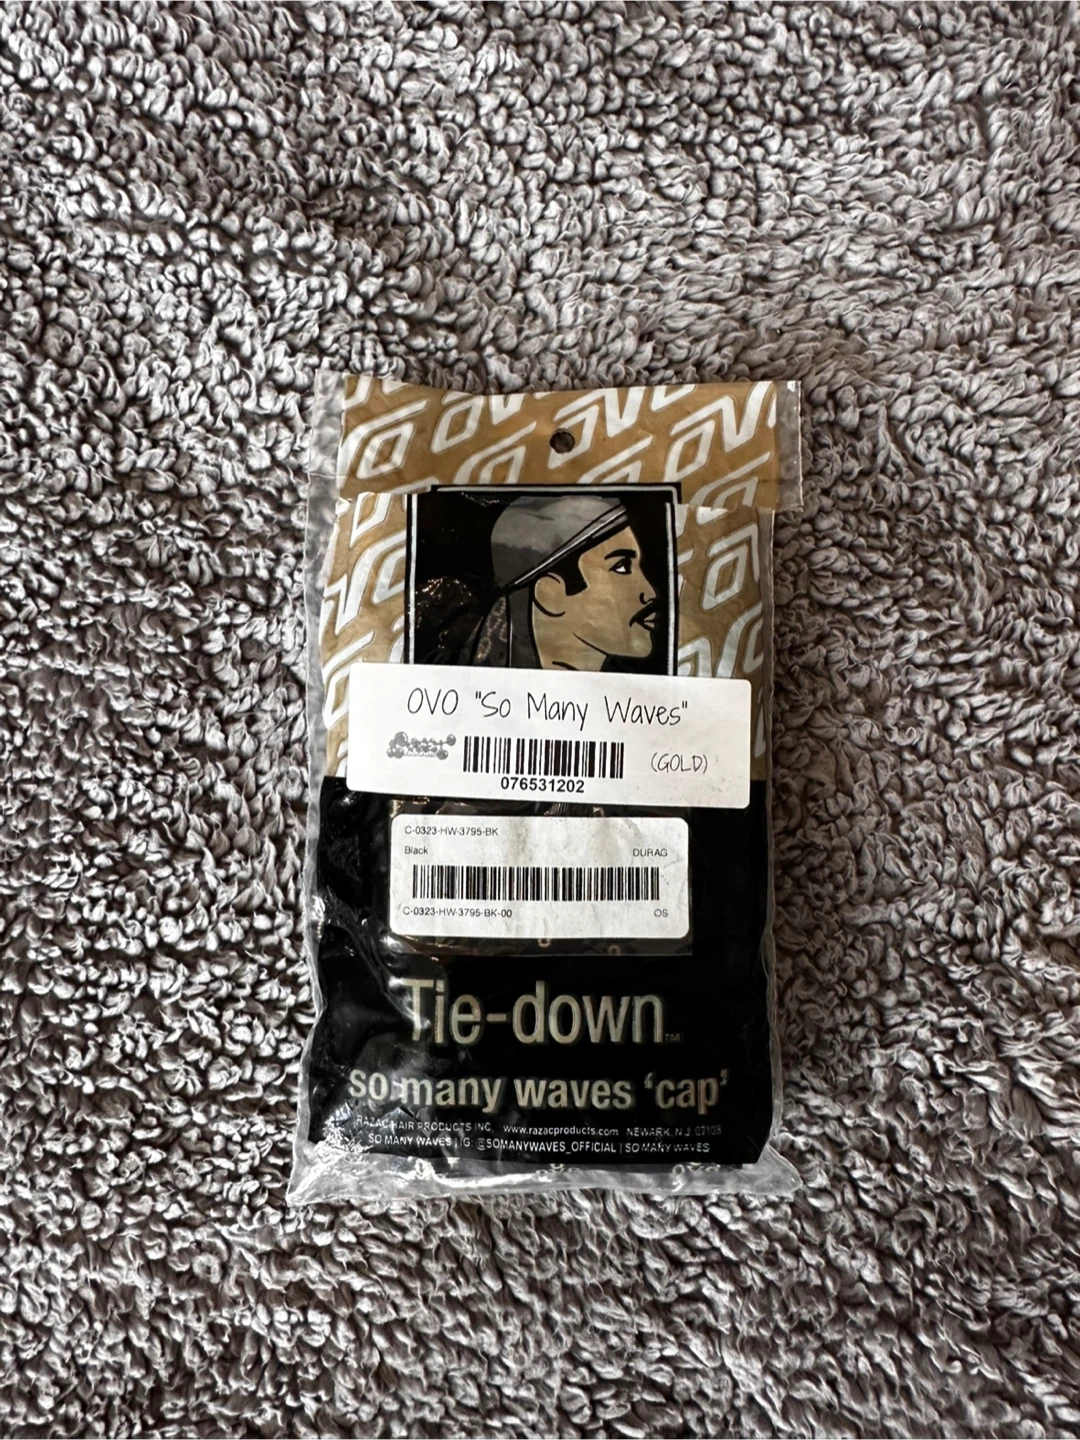 OVO "So Many Waves"
(GOLD)
076531202
C-0323-HW-3795-BK
Black DURAG
C-0323-HW-3795-BK-00 OS
Tie-down
so many waves 'cap'
RAZAC HAIR PRODUCTS INC. www.razacproducts.com NEWARK, N.J.
SO MANY WAVES | IG: @SOMANYWAVES_OFFICIAL | SO MANY WAVES